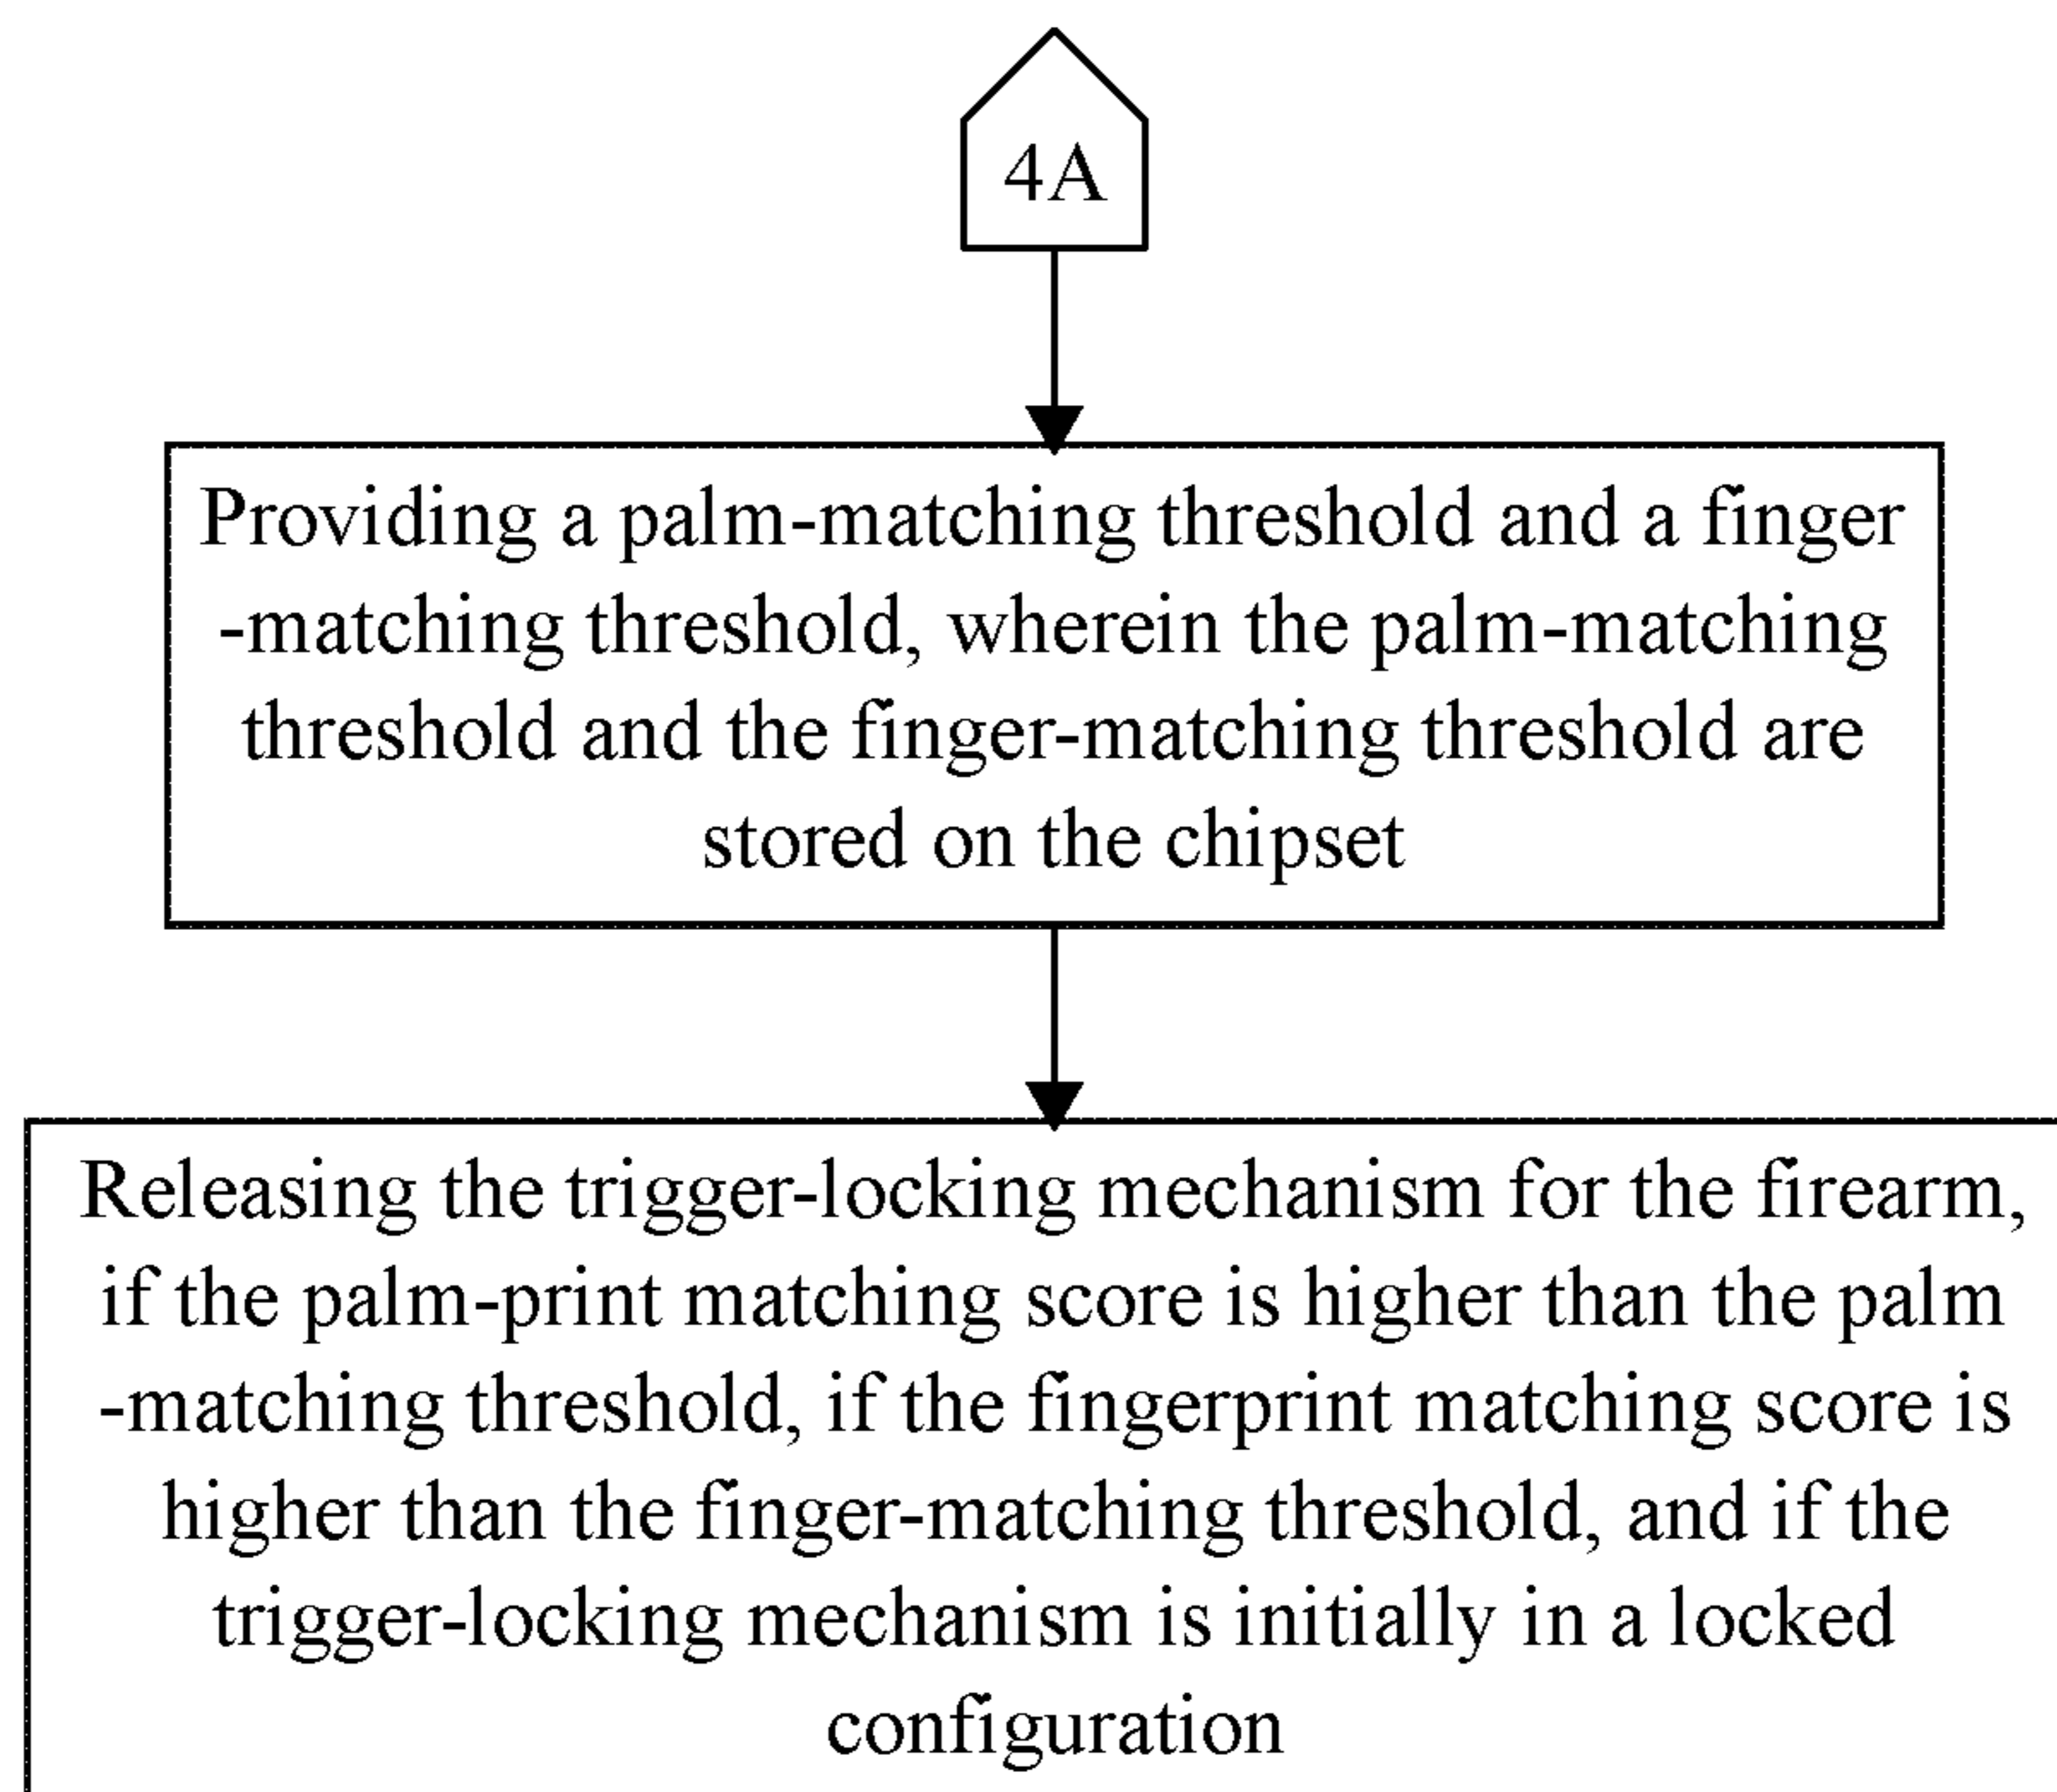 4A
Providing a palm-matching threshold and a finger
-matching threshold, wherein the palm-matching
threshold and the finger-matching threshold are
stored on the chipset
Releasing the trigger-locking mechanism for the firearm,
if the palm-print matching score is higher than the palm
-matching threshold, if the fingerprint matching score is
higher than the finger-matching threshold, and if the
trigger-locking mechanism is initially in a locked
configuration